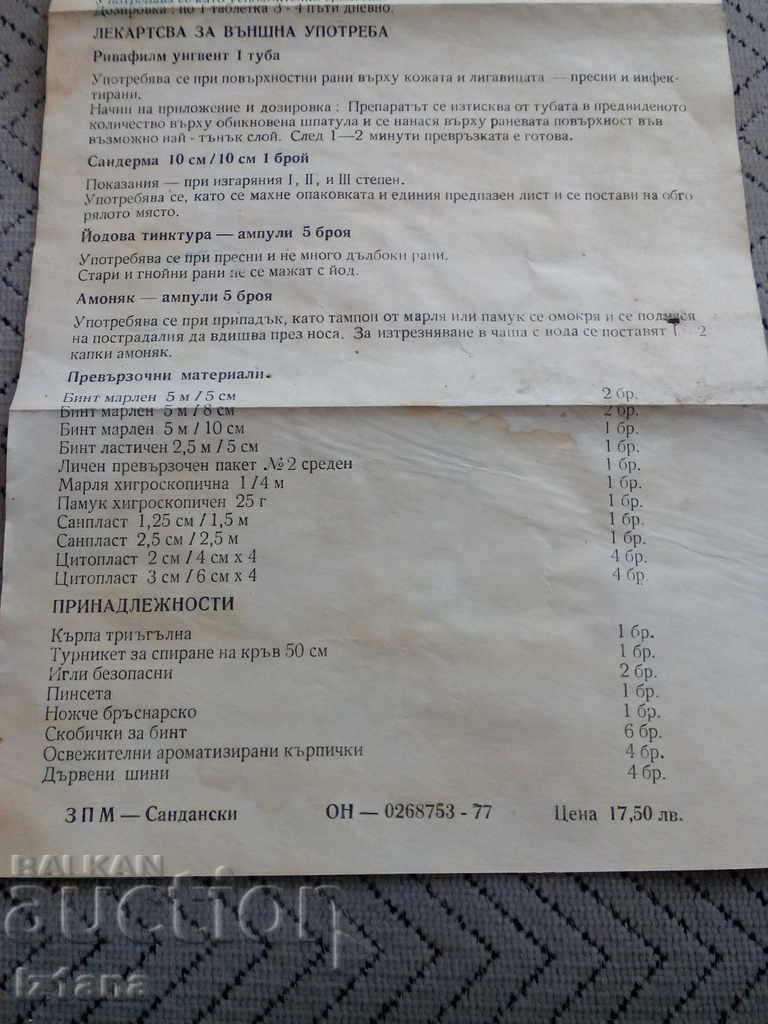 Дозировка: по 1 таблетка 3 - 4 пъти дневно.
ЛЕКАРТСВА ЗА ВЪНШНА УПОТРЕБА
Ривафилм унгвент 1 туба
Употребява се при повърхностни рани върху кожата и лигавицата — пресни и инфек-
тирани.
Начин на приложение и дозировка : Препаратът се изтисква от тубата в предвиденото
количество върху обикновена шпатула и се нанася върху раневата повърхност във
възможно най - тънък слой. След 1—2 минути превръзката е готова.
Сандерма 10 см / 10 см 1 брой
Показания — при изгаряния I, II, и III степен.
Употребява се, като се махне опаковката и единия предпазен лист и се постави на обго
рялото място.
Йодова тинктура — ампули 5 броя
Употребява се при пресни и не много дълбоки рани.
Стари и гнойни рани не се мажат с йод.
Амоняк — ампули 5 броя
Употребява се при припадък, като тампон от марля или памук се омокря и се
на пострадалия да вдишва през носа. За изтрезняване в чаша с вода се поставят 1 — 2
капки амоняк.
Превързочни материали.
Бинт марлен 5 м / 5 см 2 бр.
Бинт марлен 5 м / 8 см 2 бр.
Бинт марлен 5 м / 10 см 1 бр.
Бинт ластичен 2,5 м / 5 см 1 бр.
Личен превързочен пакет № 2 среден 1 бр.
Марля хигроскопична 1 / 4 м 1 бр.
Памук хигроскопичен 25 г 1 бр.
Санпласт 1,25 см / 1,5 м 1 бр.
Санпласт 2,5 см / 2,5 м 1 бр.
Цитопласт 2 см / 4 см х 4 4 бр.
Цитопласт 3 см / 6 см х 4 4 бр.
ПРИНАДЛЕЖНОСТИ
Кърпа триъгълна 1 бр.
Турникет за спиране на кръв 50 см 1 бр.
Игли безопасни 2 бр.
Пинсета 1 бр.
Ножче бръснарско 1 бр.
Скобички за бинт 6 бр.
Освежителни ароматизирани кърпички 4 бр.
Дървени шини 4 бр.
З П М — Сандански ОН — 0268753 - 77 Цена 17,50 лв.
BALKAN
auction
Iz1ana